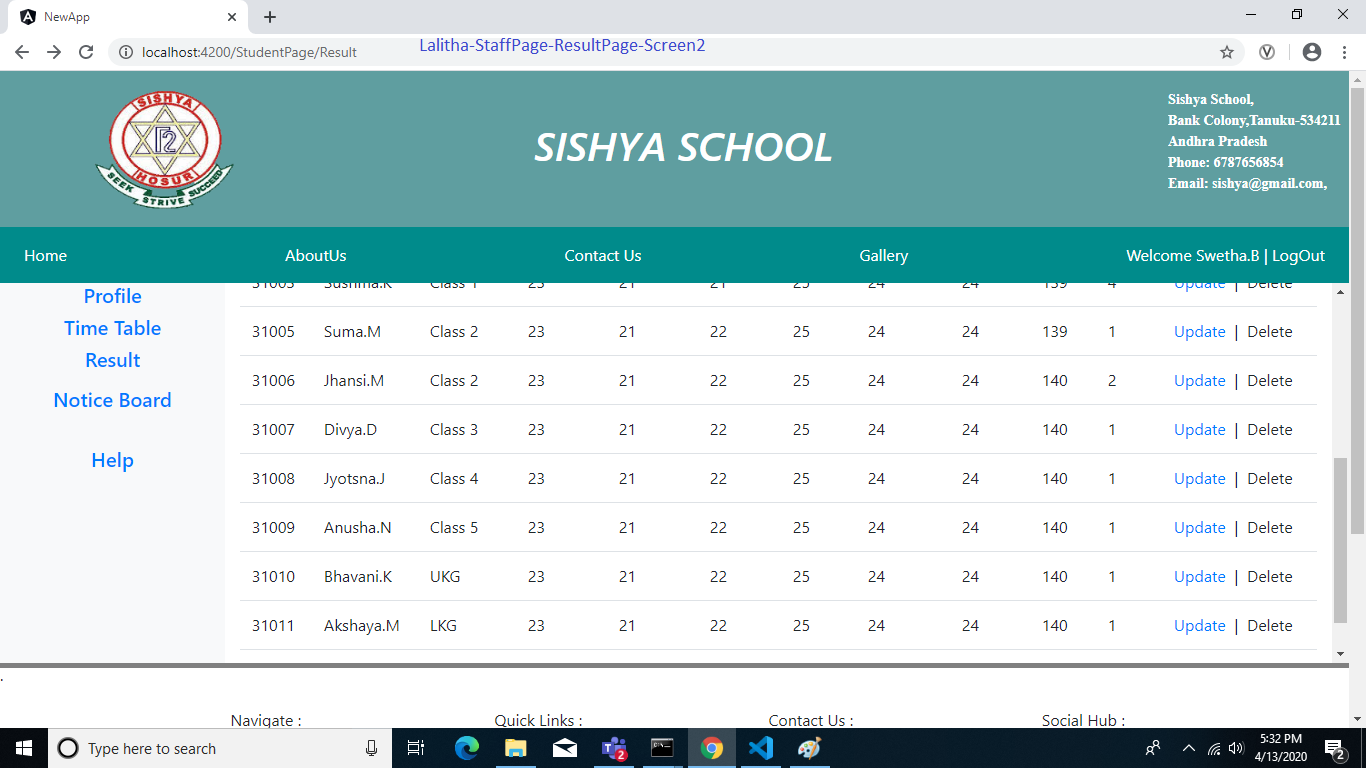 NewApp
localhost:4200/StudentPage/Result
Lalitha-StaffPage-ResultPage-Screen2
SISHYA
HOSUR
SEEK STRIVE SUCCEED
SISHYA SCHOOL
Sishya School,
Bank Colony,Tanuku-534211
Andhra Pradesh
Phone: 6787656854
Email: sishya@gmail.com,
Home AboutUs Contact Us Gallery Welcome Swetha.B | LogOut
Profile
Time Table
Result
Notice Board
Help
31003 Sushma.K Class 1 23 21 21 25 24 24 139 4 Update | Delete
31005 Suma.M Class 2 23 21 22 25 24 24 139 1 Update | Delete
31006 Jhansi.M Class 2 23 21 22 25 24 24 140 2 Update | Delete
31007 Divya.D Class 3 23 21 22 25 24 24 140 1 Update | Delete
31008 Jyotsna.J Class 4 23 21 22 25 24 24 140 1 Update | Delete
31009 Anusha.N Class 5 23 21 22 25 24 24 140 1 Update | Delete
31010 Bhavani.K UKG 23 21 22 25 24 24 140 1 Update | Delete
31011 Akshaya.M LKG 23 21 22 25 24 24 140 1 Update | Delete
.
Navigate : Quick Links : Contact Us : Social Hub :
Type here to search
2
5:32 PM
4/13/2020
2